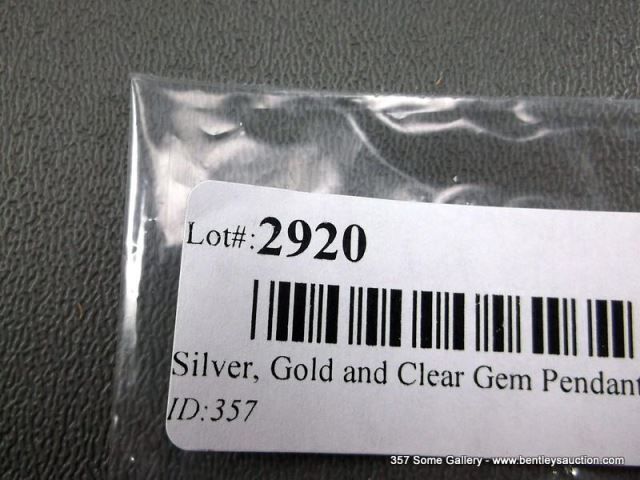 Lot#:2920
Silver, Gold and Clear Gem Pendant
ID:357
357 Some Gallery - www.bentleysauction.com